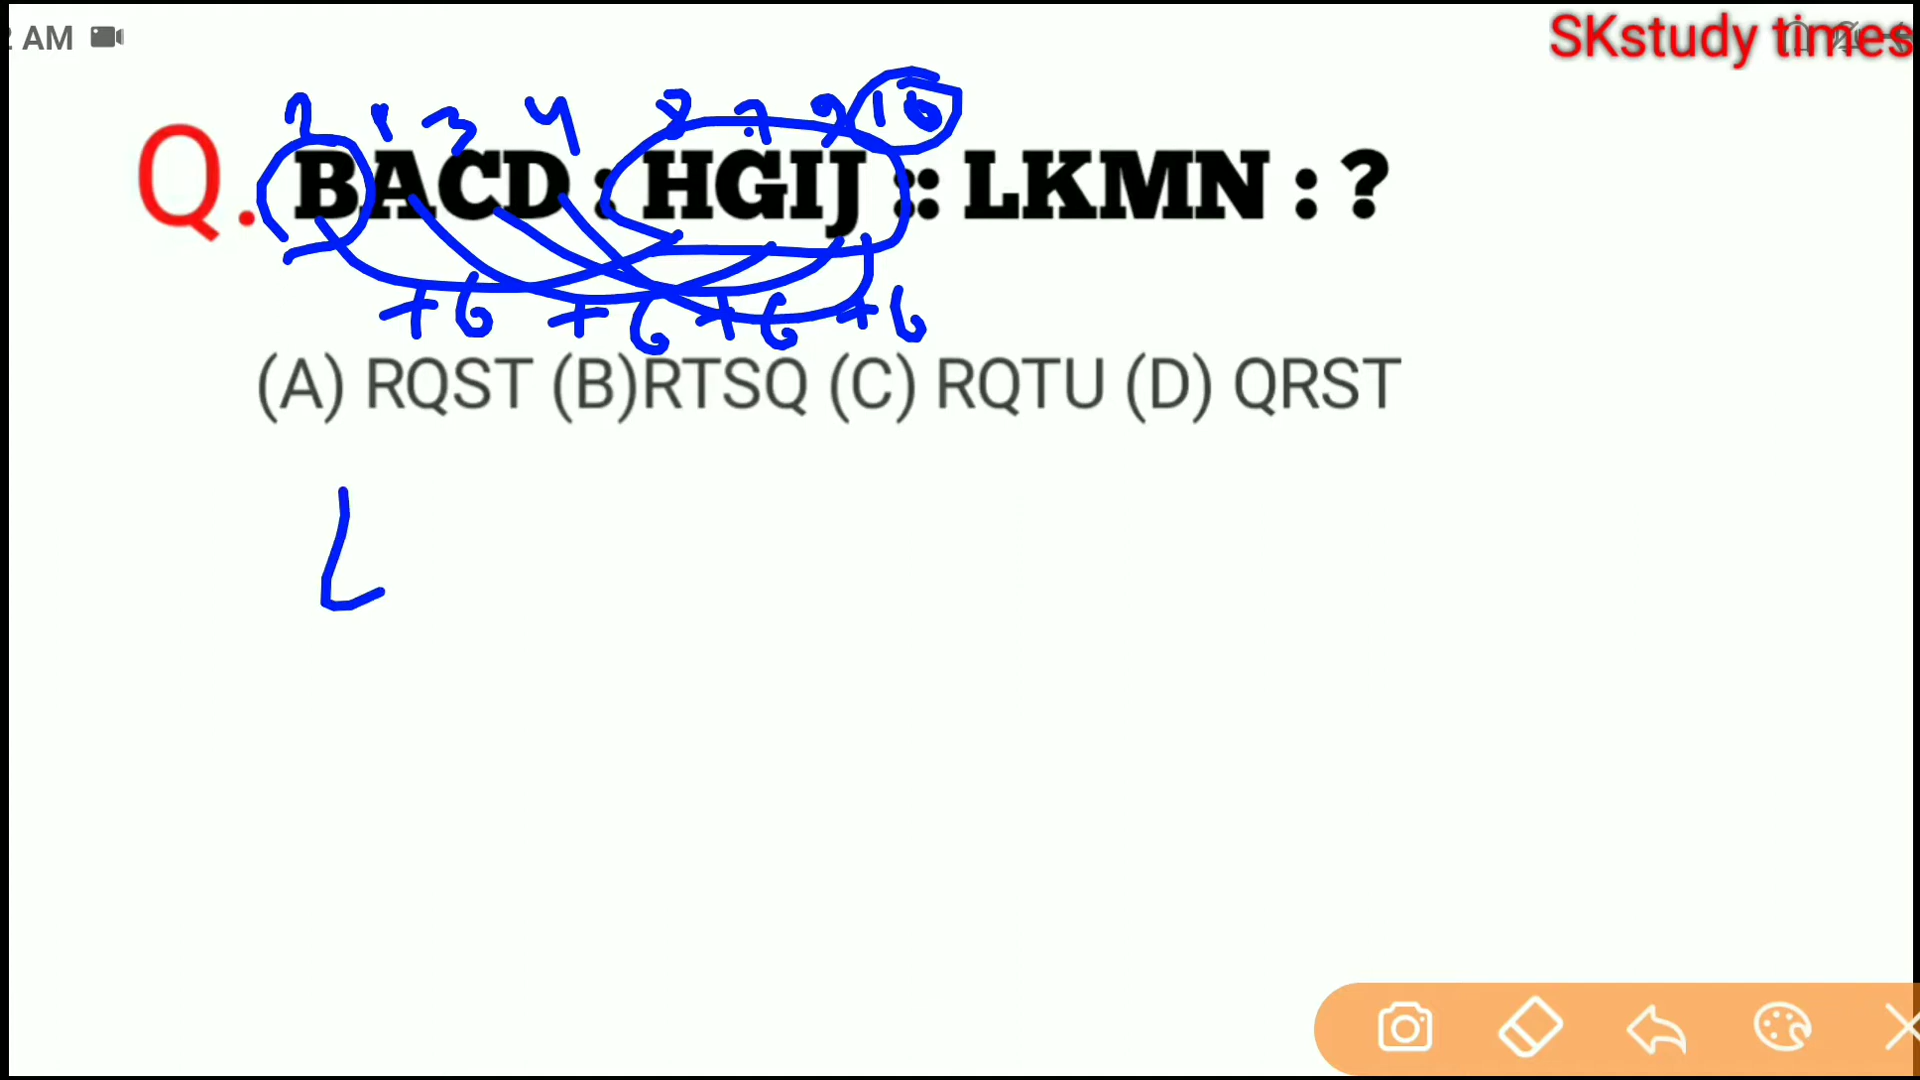 2 AM
SKstudy times
2 1 3 4 8 7 9 10
Q. BACD : HGIJ :: LKMN : ?
+6 +6 +6 +6
(A) RQST (B)RTSQ (C) RQTU (D) QRST
L